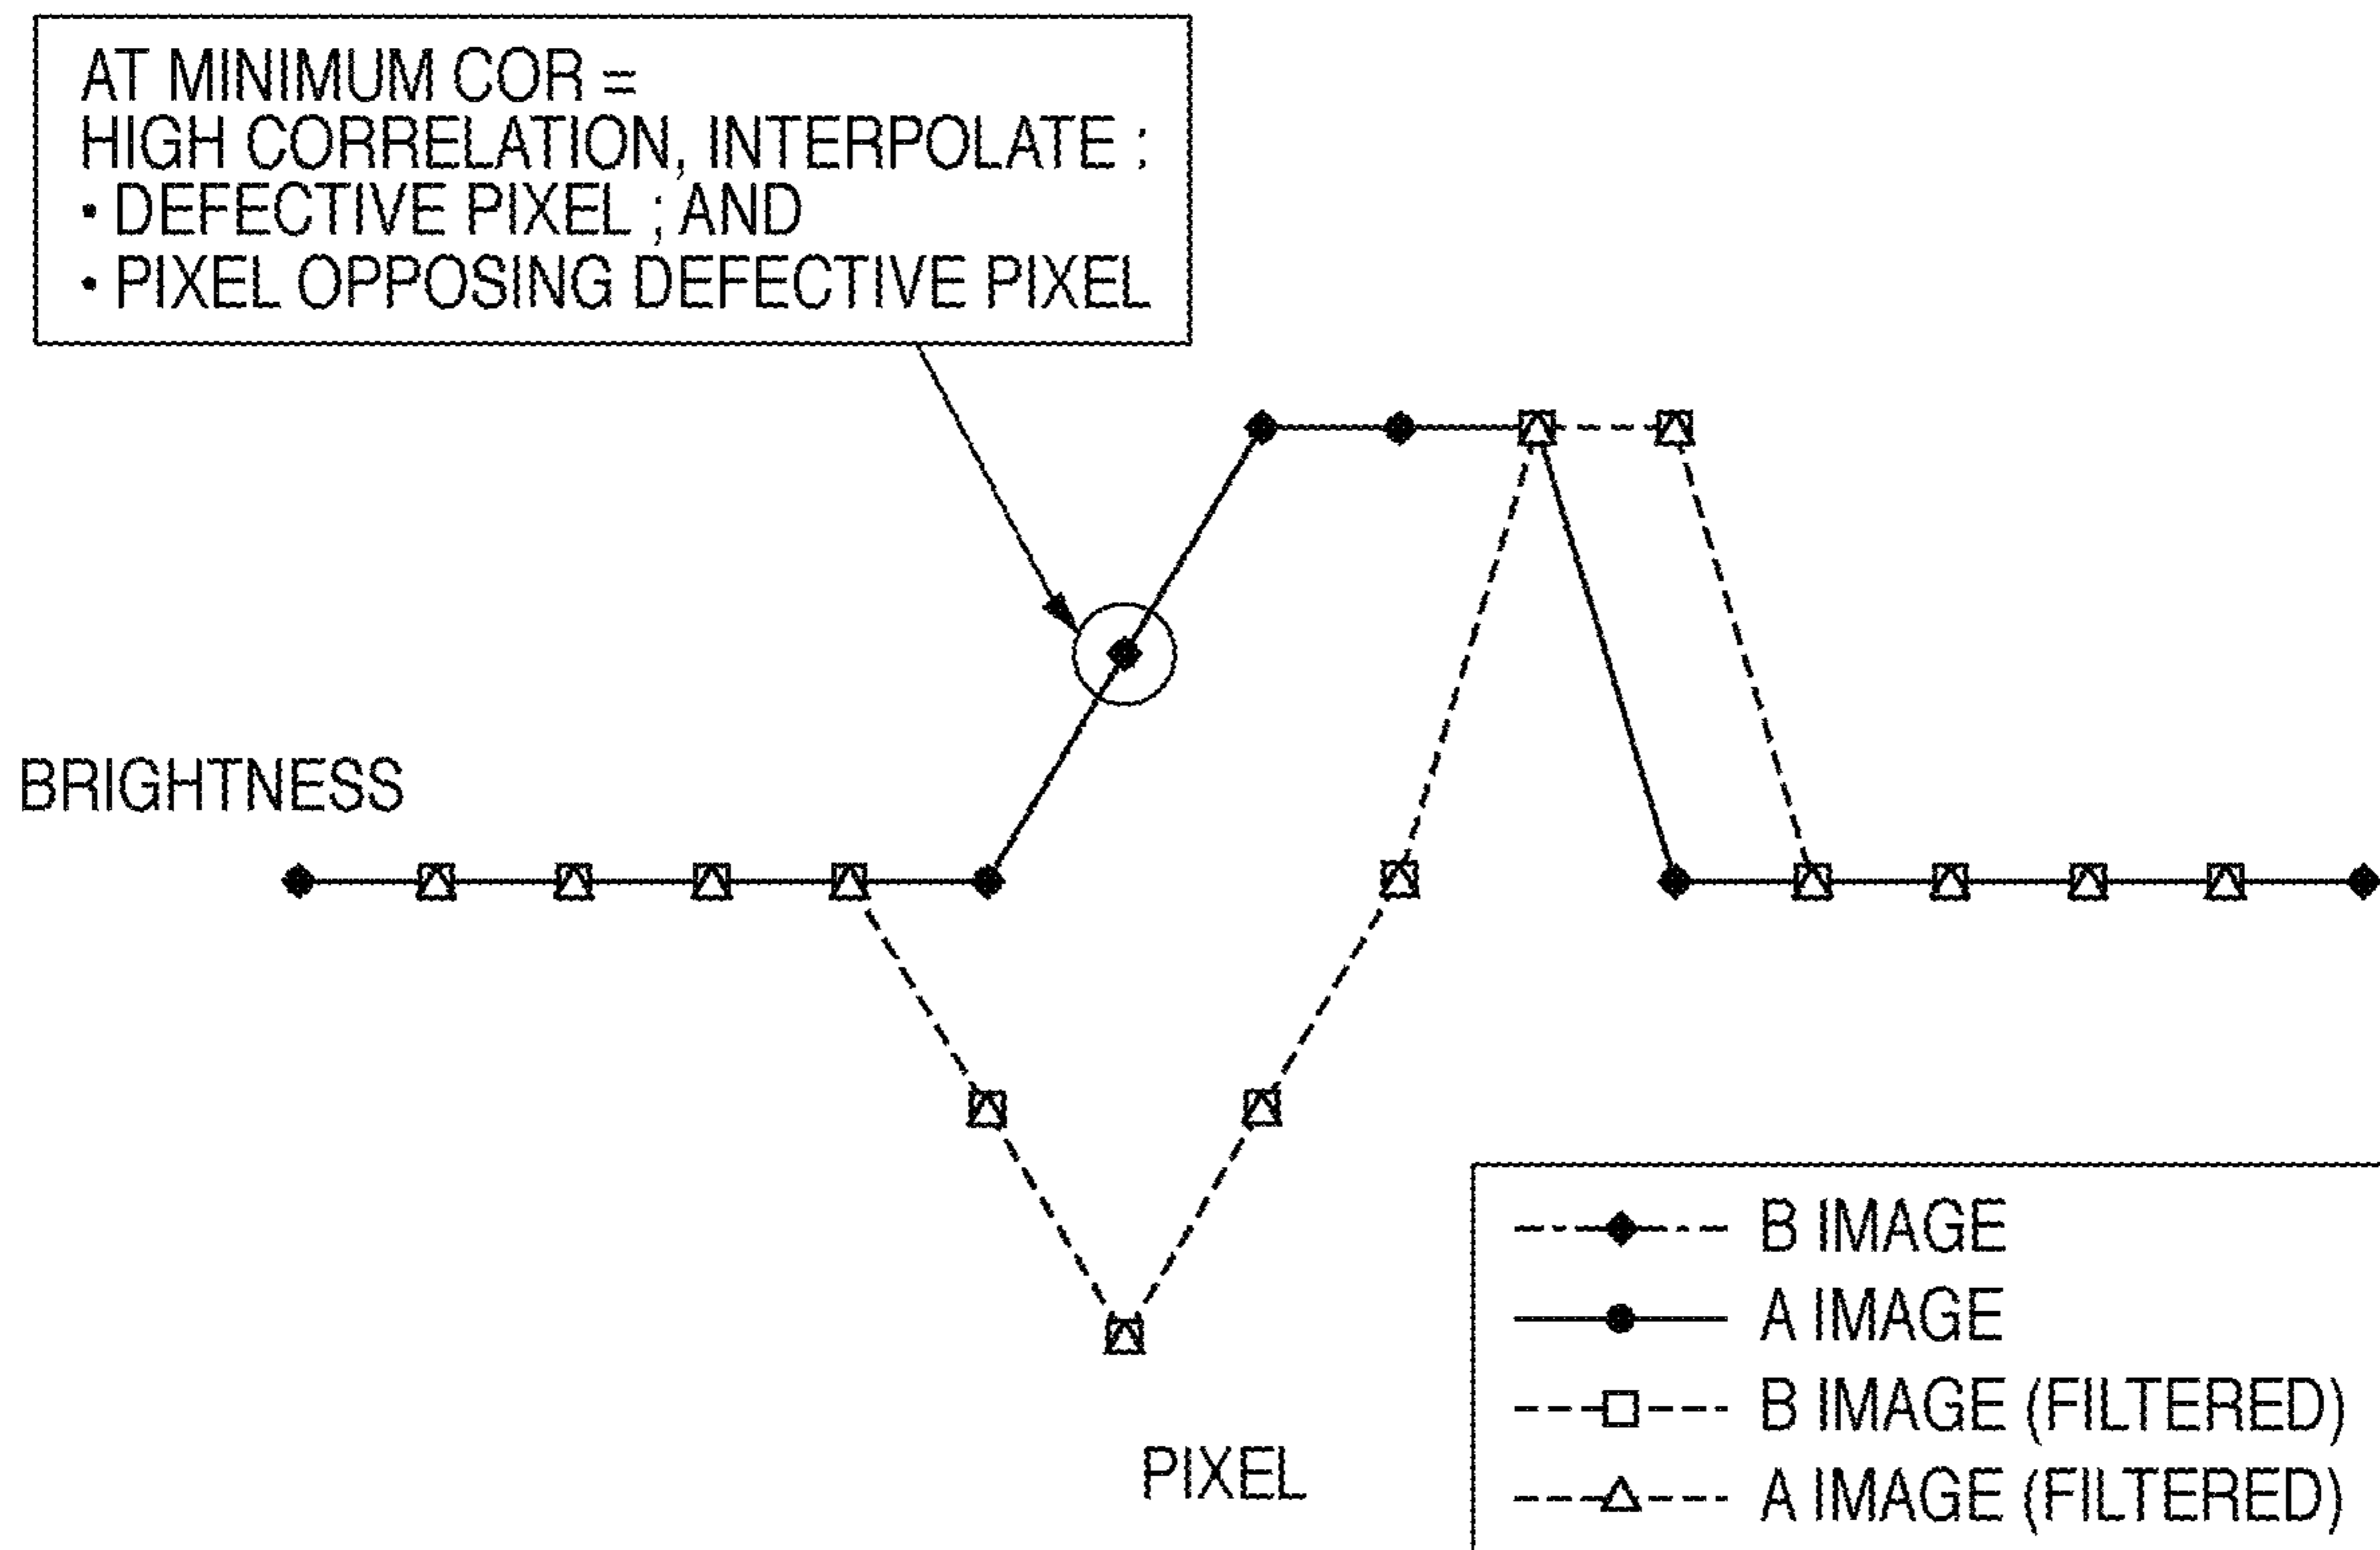 AT MINIMUM COR =
HIGH CORRELATION, INTERPOLATE :
• DEFECTIVE PIXEL ; AND
• PIXEL OPPOSING DEFECTIVE PIXEL
BRIGHTNESS
PIXEL
B IMAGE
A IMAGE
B IMAGE (FILTERED)
A IMAGE (FILTERED)